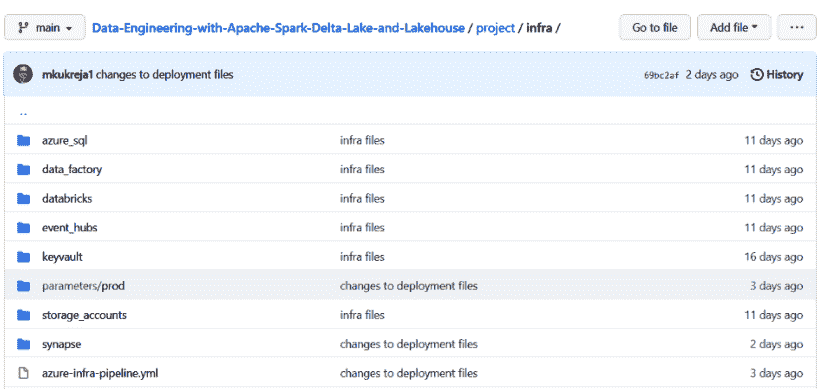 main Data-Engineering-with-Apache-Spark-Delta-Lake-and-Lakehouse / project / infra / Go to file Add file ...
mkukreja1 changes to deployment files 69bc2af 2 days ago History
..
azure_sql infra files 11 days ago
data_factory infra files 11 days ago
databricks infra files 11 days ago
event_hubs infra files 11 days ago
keyvault infra files 16 days ago
parameters/prod changes to deployment files 3 days ago
storage_accounts infra files 11 days ago
synapse changes to deployment files 2 days ago
azure-infra-pipeline.yml changes to deployment files 3 days ago